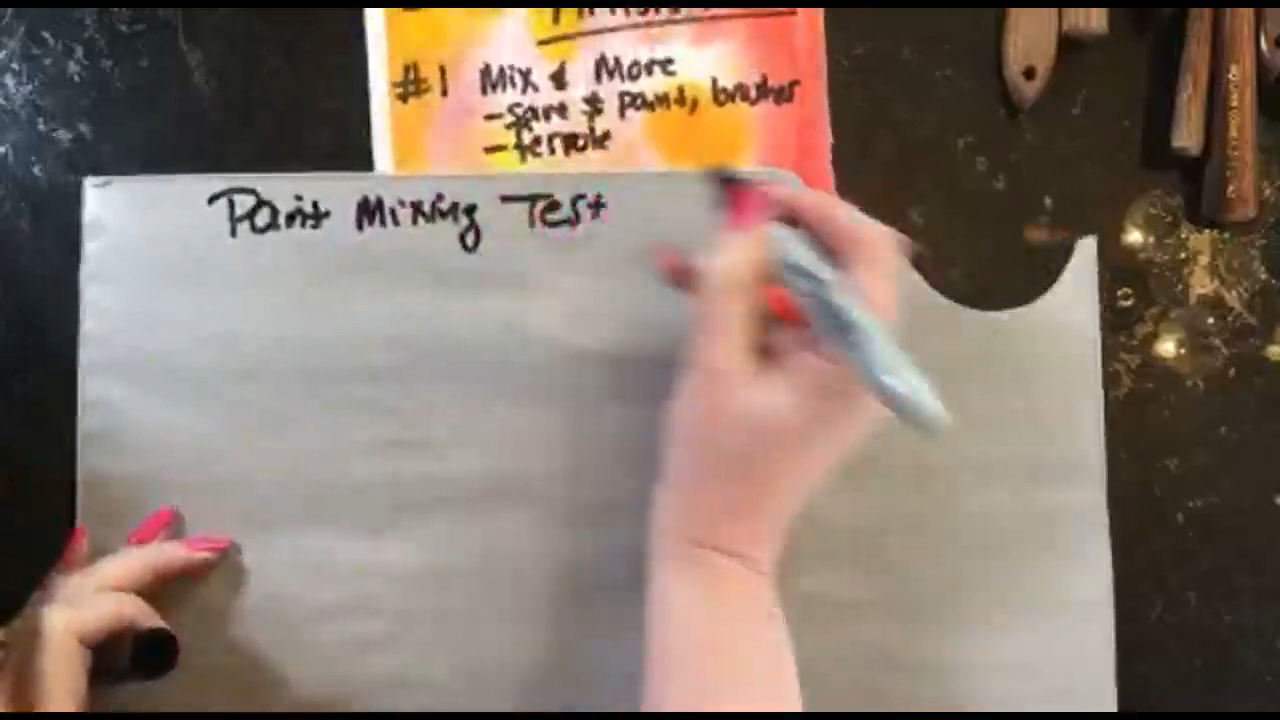 #1 Mix & More
- save $ paint, brushes
- ferrule
Paint Mixing Test